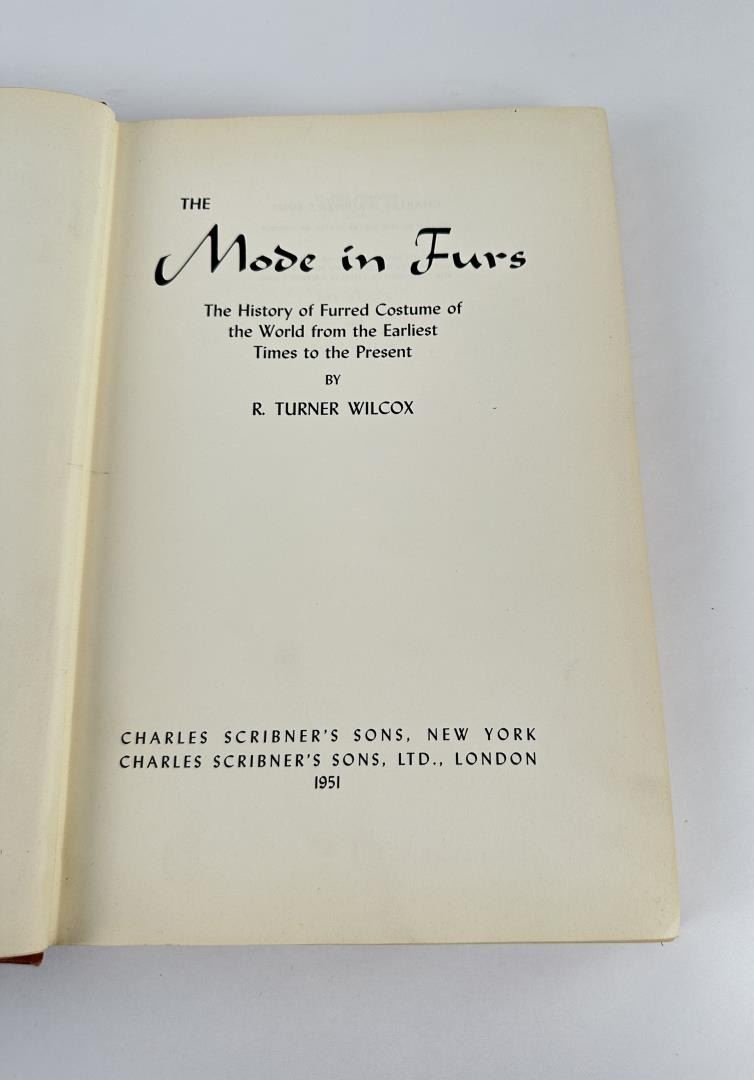 THE
Mode in Furs
The History of Furred Costume of
the World from the Earliest
Times to the Present
BY
R. TURNER WILCOX
CHARLES SCRIBNER'S SONS, NEW YORK
CHARLES SCRIBNER'S SONS, LTD., LONDON
1951